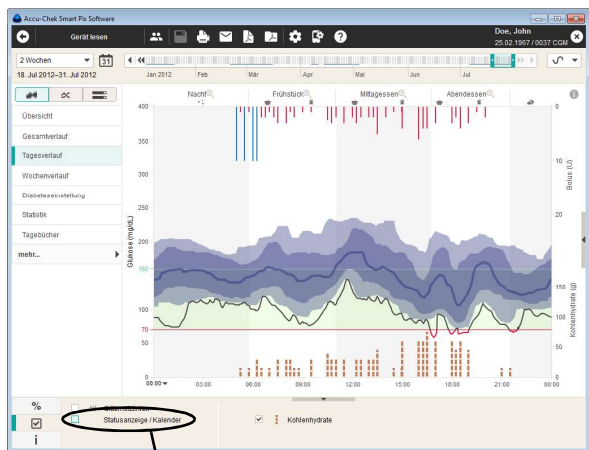 Accu-Chek Smart Pix Software
Gerät lesen
31
Doe, John
25.02.1967 / 0037 CGM
2 Wochen
18. Jul 2012–31. Jul 2012
Jan 2012 Feb Mär Apr Mai Jun Jul
Übersicht
Gesamtverlauf
Tagesverlauf
Wochenverlauf
Diabeteseinstellung
Statistik
Tagebücher
mehr...
Nacht Frühstück Mittagessen Abendessen
Glukose (mg/dL)
400
350
300
250
200
160
100
70
50
0
0
10
20
Bolus (U)
150
100
50
0
Kohlenhydrate (g)
00:00 03:00 06:00 09:00 12:00 15:00 18:00 21:00 00:00
%
i
Statusanzeige / Kalender
Kohlenhydrate